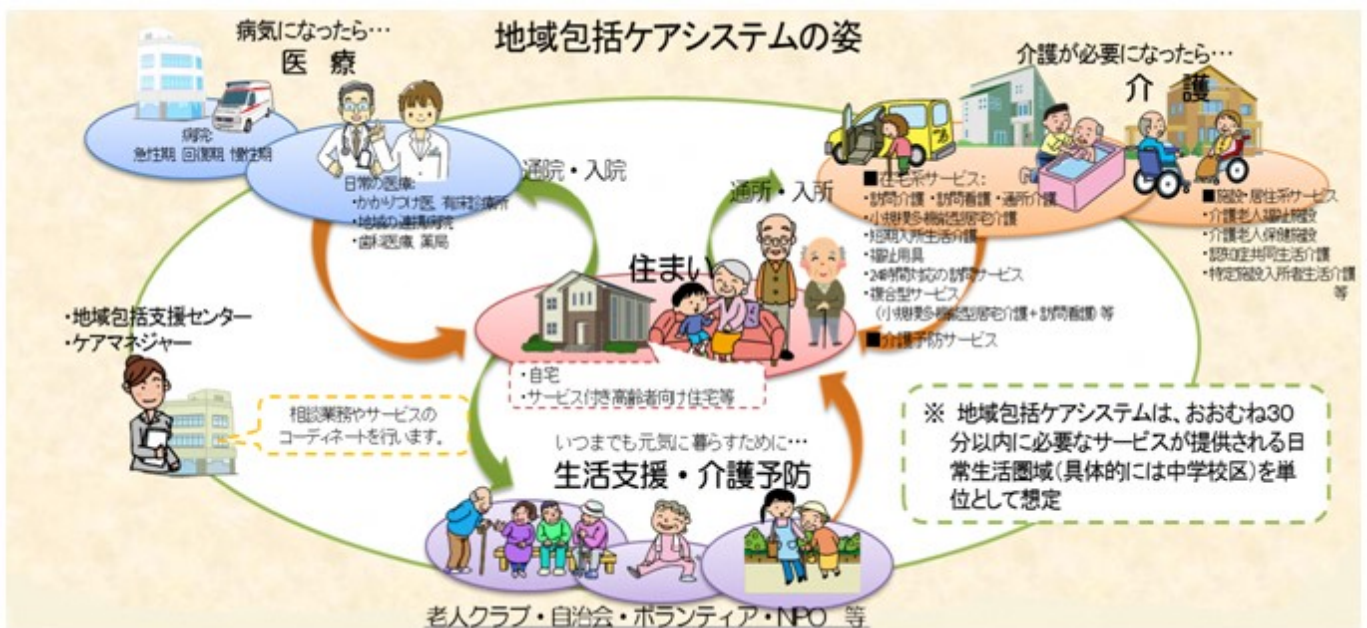 地域包括ケアシステムの姿
病気になったら…
医 療
病院:
急性期 回復期 慢性期
日常の医療:
・かかりつけ医、有床診療所
・地域の連携病院
・歯科医療、薬局
通院・入院
介護が必要になったら…
介 護
通所・入所
■在宅系サービス:
・訪問介護 ・訪問看護 ・通所介護
・小規模多機能型居宅介護
・短期入所生活介護
・福祉用具
・24時間対応の訪問サービス
・複合型サービス
(小規模多機能型居宅介護+訪問看護) 等
■介護予防サービス
■施設・居住系サービス
・介護老人福祉施設
・介護老人保健施設
・認知症共同生活介護
・特定施設入所者生活介護
等
住まい
・自宅
・サービス付き高齢者向け住宅等
・地域包括支援センター
・ケアマネジャー
相談業務やサービスの
コーディネートを行います。
いつまでも元気に暮らすために…
生活支援・介護予防
老人クラブ・自治会・ボランティア・NPO 等
※ 地域包括ケアシステムは、おおむね30
分以内に必要なサービスが提供される日
常生活圏域(具体的には中学校区)を単
位として想定